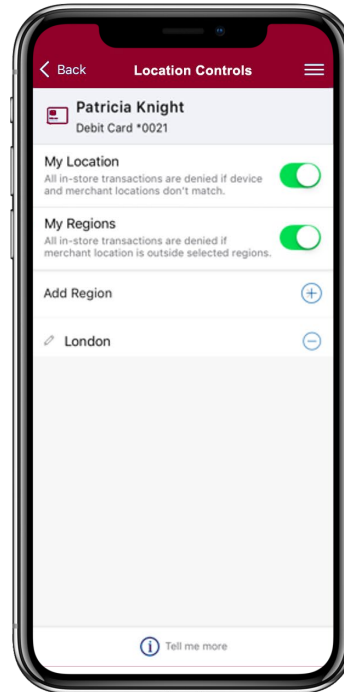 Back
Location Controls
Patricia Knight
Debit Card *0021
My Location
All in-store transactions are denied if device
and merchant locations don't match.
My Regions
All in-store transactions are denied if
merchant location is outside selected regions.
Add Region
London
Tell me more